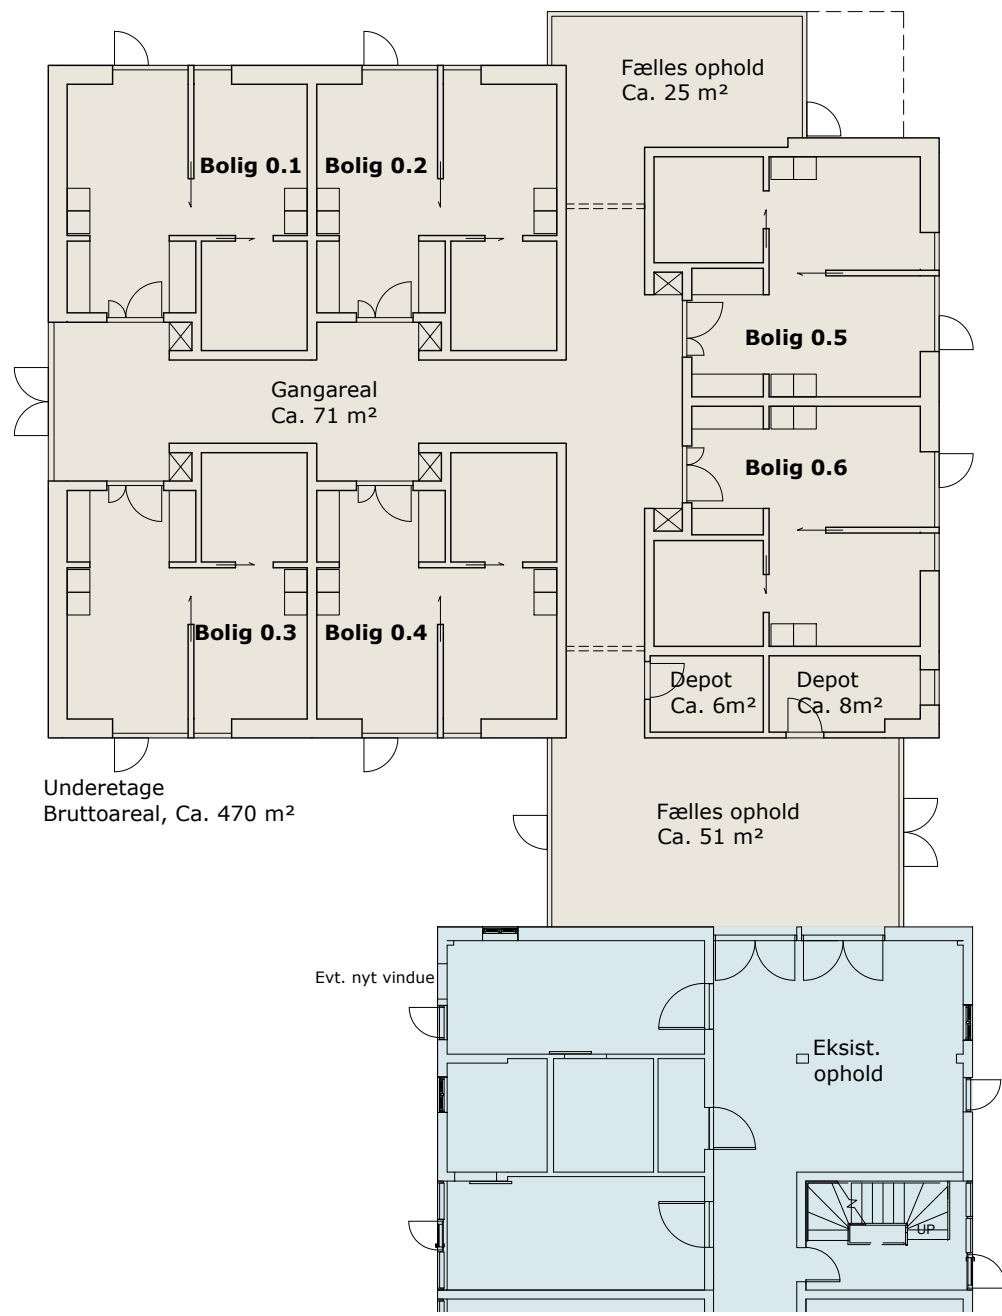 Fælles ophold
Ca. 25 m²
Bolig 0.1
Bolig 0.2
Bolig 0.5
Gangareal
Ca. 71 m²
Bolig 0.6
Bolig 0.3
Bolig 0.4
Depot
Ca. 6m²
Depot
Ca. 8m²
Underetage
Bruttoareal, Ca. 470 m²
Fælles ophold
Ca. 51 m²
Evt. nyt vindue
Eksist.
ophold
UP